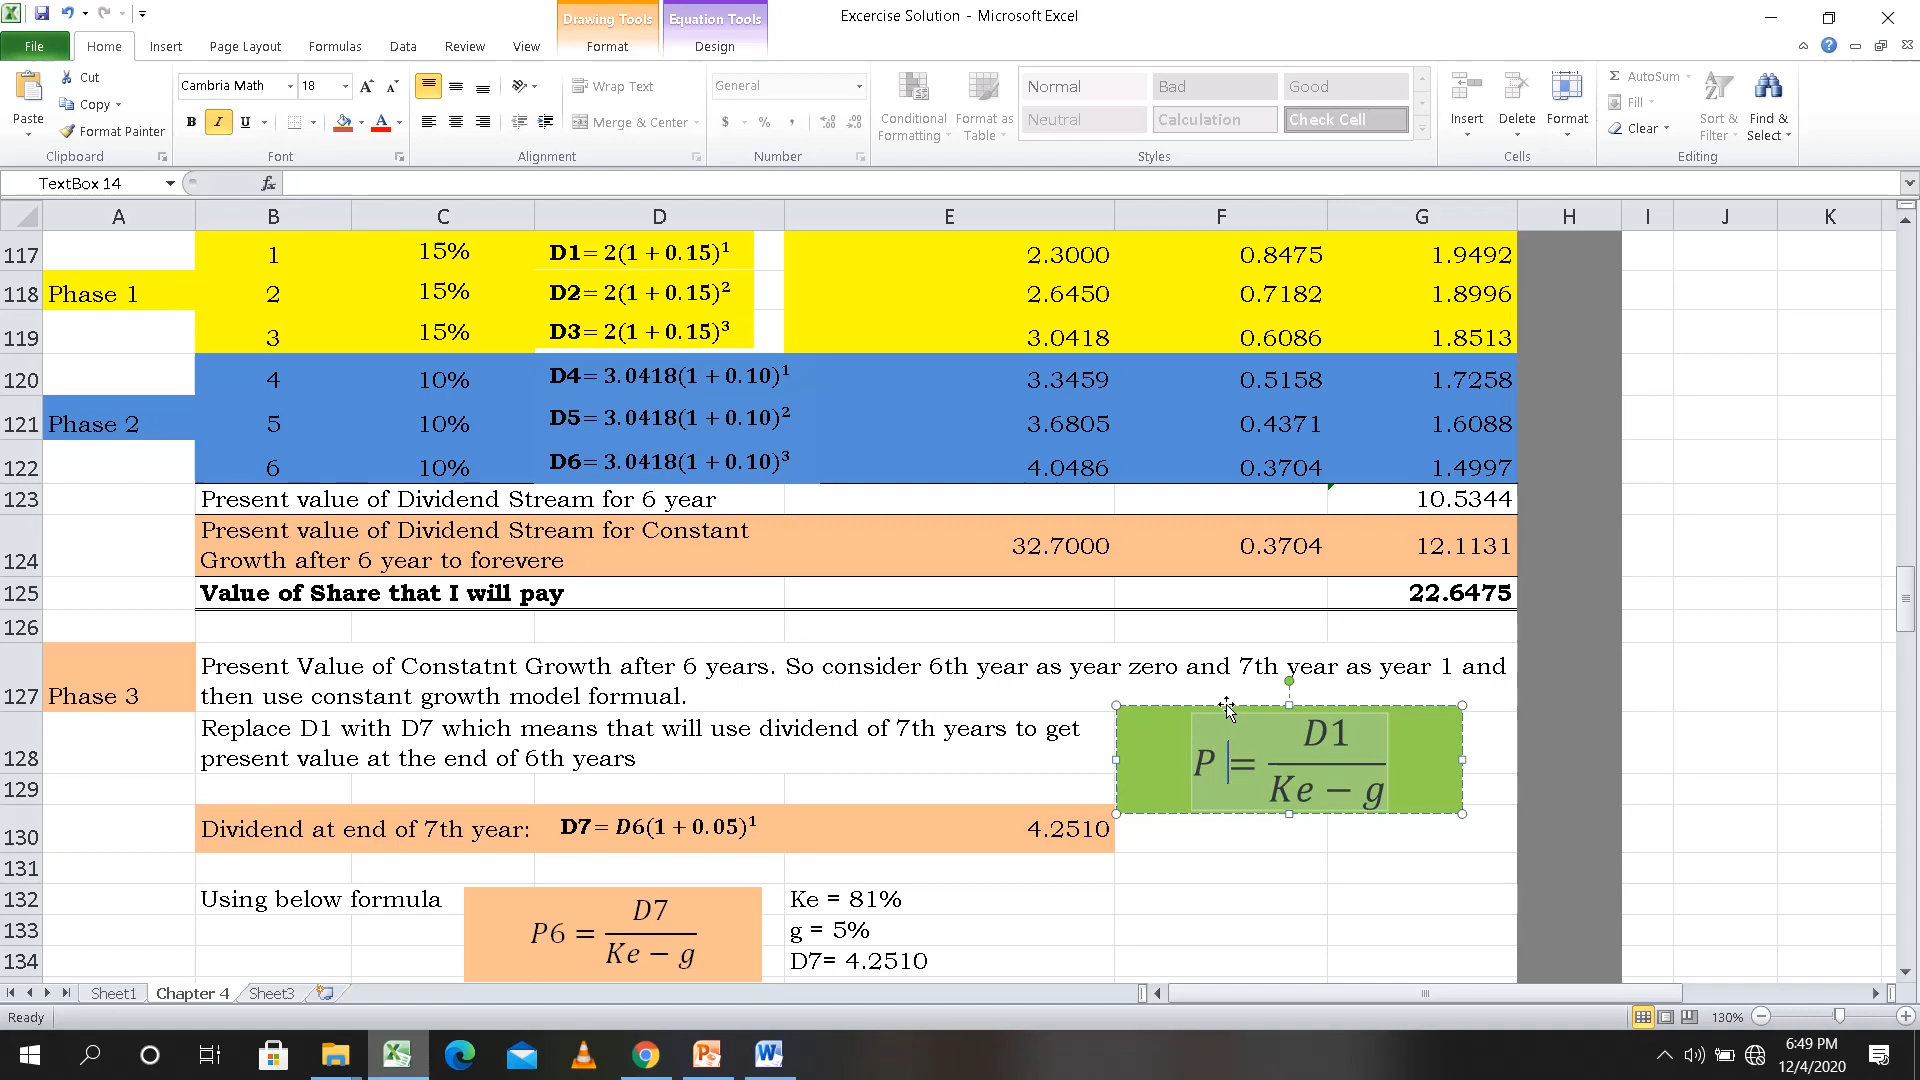 Drawing Tools Equation Tools Excercise Solution - Microsoft Excel
File Home Insert Page Layout Formulas Data Review View Format Design
Paste Cut Copy Format Painter Clipboard
Cambria Math 18 B I U A Font
Wrap Text Merge & Center Alignment
General $ % , Number
Conditional Formatting Format as Table Normal Bad Good Neutral Calculation Check Cell Styles
Insert Delete Format Cells
AutoSum Fill Clear Sort & Filter Find & Select Editing
TextBox 14 fx
A B C D E F G H I J K
117 1 15% D1= 2(1 + 0.15)¹ 2.3000 0.8475 1.9492
118 Phase 1 2 15% D2= 2(1 + 0.15)² 2.6450 0.7182 1.8996
119 3 15% D3= 2(1 + 0.15)³ 3.0418 0.6086 1.8513
120 4 10% D4= 3.0418(1 + 0.10)¹ 3.3459 0.5158 1.7258
121 Phase 2 5 10% D5= 3.0418(1 + 0.10)² 3.6805 0.4371 1.6088
122 6 10% D6= 3.0418(1 + 0.10)³ 4.0486 0.3704 1.4997
123 Present value of Dividend Stream for 6 year 10.5344
Present value of Dividend Stream for Constant
124 Growth after 6 year to forevere 32.7000 0.3704 12.1131
125 Value of Share that I will pay 22.6475
126
Present Value of Constatnt Growth after 6 years. So consider 6th year as year zero and 7th year as year 1 and
127 Phase 3 then use constant growth model formual.
Replace D1 with D7 which means that will use dividend of 7th years to get
128 present value at the end of 6th years
P = D1
Ke − g
129
130 Dividend at end of 7th year: D7= D6(1 + 0.05)¹ 4.2510
131
132 Using below formula Ke = 81%
P6 = D7
Ke − g
133 g = 5%
134 D7= 4.2510
Sheet1 Chapter 4 Sheet3
Ready 130%
6:49 PM
12/4/2020